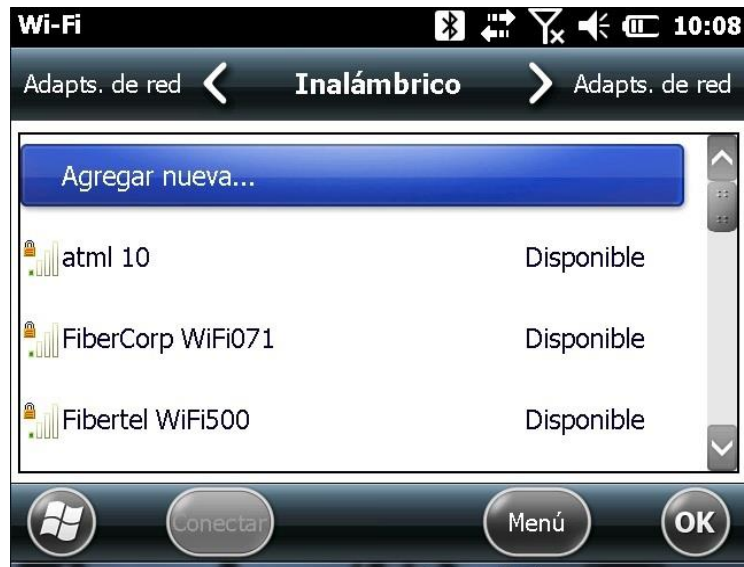 Wi-Fi 10:08
Adapts. de red Inalámbrico Adapts. de red
Agregar nueva...
atml 10 Disponible
FiberCorp WiFi071 Disponible
Fibertel WiFi500 Disponible
Conectar Menú OK